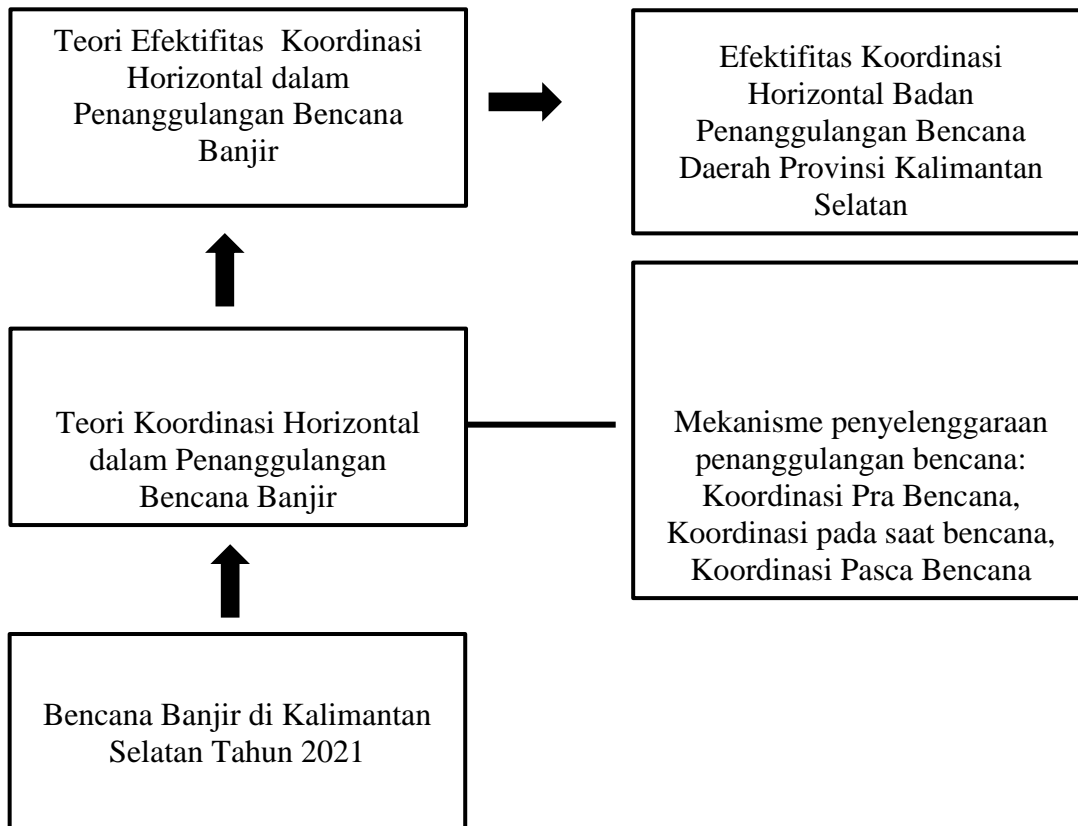 Teori Efektifitas Koordinasi
Horizontal dalam
Penanggulangan Bencana
Banjir
Efektifitas Koordinasi
Horizontal Badan
Penanggulangan Bencana
Daerah Provinsi Kalimantan
Selatan
Teori Koordinasi Horizontal
dalam Penanggulangan
Bencana Banjir
Mekanisme penyelenggaraan
penanggulangan bencana:
Koordinasi Pra Bencana,
Koordinasi pada saat bencana,
Koordinasi Pasca Bencana
Bencana Banjir di Kalimantan
Selatan Tahun 2021